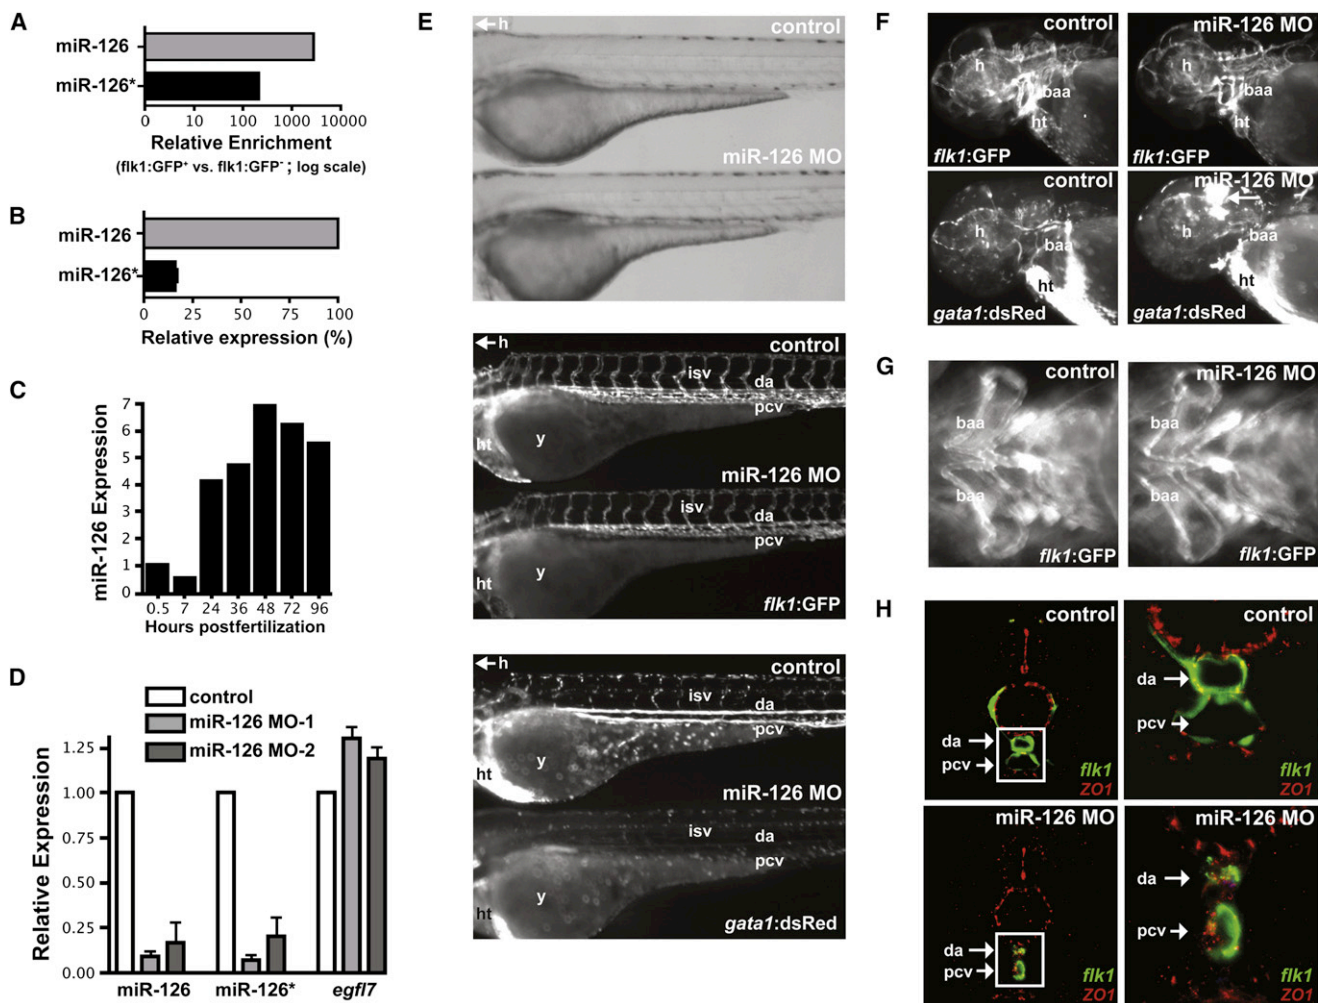 A
miR-126
miR-126*
0 10 100 1000 10000
Relative Enrichment
(flk1:GFP+ vs. flk1:GFP-; log scale)
B
miR-126
miR-126*
0 25 50 75 100
Relative expression (%)
C
miR-126 Expression
7
6
5
4
3
2
1
0
0.5 7 24 36 48 72 96
Hours postfertilization
D
control
miR-126 MO-1
miR-126 MO-2
Relative Expression
1.25
1.00
0.75
0.50
0.25
0.00
miR-126 miR-126* egfl7
E
h
control
miR-126 MO
h
control
isv
da
pcv
ht
y
miR-126 MO
isv
da
pcv
ht
y
flk1:GFP
h
control
isv
da
pcv
ht
y
miR-126 MO
isv
da
pcv
ht
y
gata1:dsRed
F
control
h
baa
ht
flk1:GFP
miR-126 MO
h
baa
ht
flk1:GFP
control
h
baa
ht
gata1:dsRed
miR-126 MO
h
baa
ht
gata1:dsRed
G
control
baa
baa
flk1:GFP
miR-126 MO
baa
baa
flk1:GFP
H
control
da
pcv
flk1
ZO1
control
da
pcv
flk1
ZO1
miR-126 MO
da
pcv
flk1
ZO1
miR-126 MO
da
pcv
flk1
ZO1